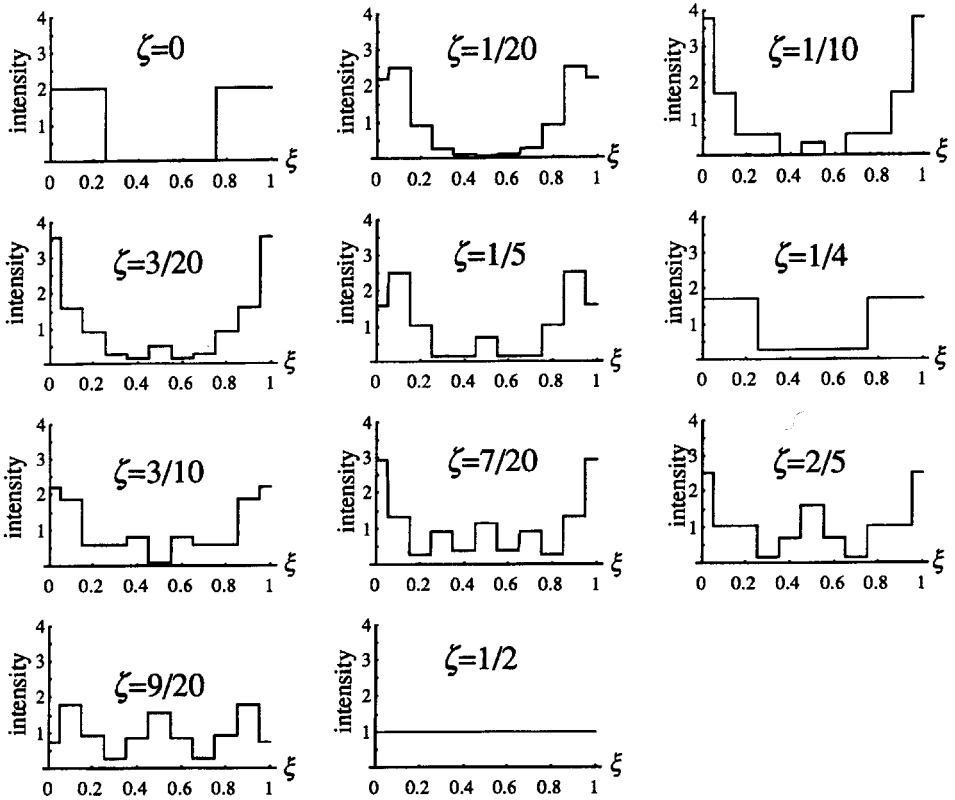 4 3 2 1 intensity ζ=0 0 0.2 0.4 0.6 0.8 1 ξ
4 3 2 1 intensity ζ=1/20 0 0.2 0.4 0.6 0.8 1 ξ
4 3 2 1 intensity ζ=1/10 0 0.2 0.4 0.6 0.8 1 ξ
4 3 2 1 intensity ζ=3/20 0 0.2 0.4 0.6 0.8 1 ξ
4 3 2 1 intensity ζ=1/5 0 0.2 0.4 0.6 0.8 1 ξ
4 3 2 1 intensity ζ=1/4 0 0.2 0.4 0.6 0.8 1 ξ
4 3 2 1 intensity ζ=3/10 0 0.2 0.4 0.6 0.8 1 ξ
4 3 2 1 intensity ζ=7/20 0 0.2 0.4 0.6 0.8 1 ξ
4 3 2 1 intensity ζ=2/5 0 0.2 0.4 0.6 0.8 1 ξ
4 3 2 1 intensity ζ=9/20 0 0.2 0.4 0.6 0.8 1 ξ
4 3 2 1 intensity ζ=1/2 0 0.2 0.4 0.6 0.8 1 ξ